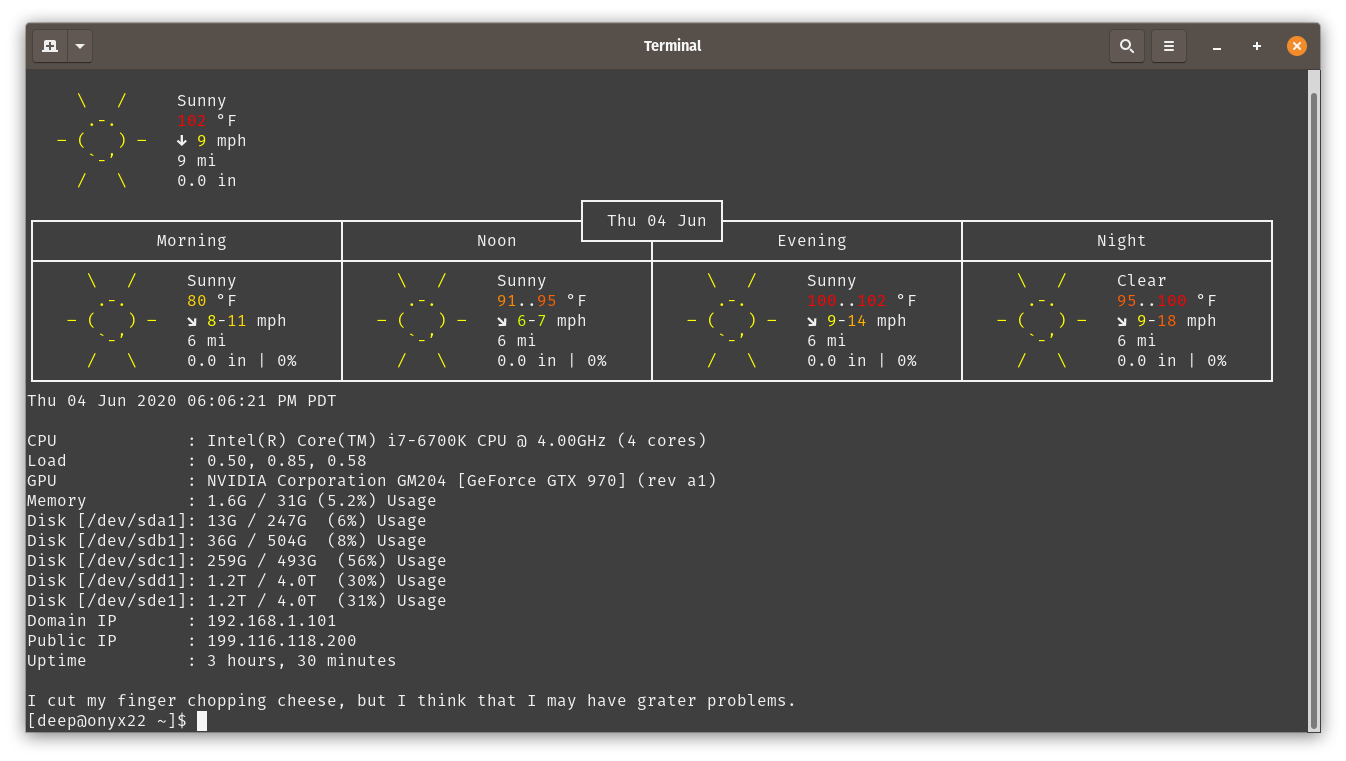 Terminal
Sunny
102 °F
↓ 9 mph
9 mi
0.0 in
Thu 04 Jun
Morning Noon Evening Night
Sunny Sunny Sunny Clear
80 °F 91..95 °F 100..102 °F 95..100 °F
↘ 8-11 mph ↘ 6-7 mph ↘ 9-14 mph ↘ 9-18 mph
6 mi 6 mi 6 mi 6 mi
0.0 in | 0% 0.0 in | 0% 0.0 in | 0% 0.0 in | 0%
Thu 04 Jun 2020 06:06:21 PM PDT
CPU : Intel(R) Core(TM) i7-6700K CPU @ 4.00GHz (4 cores)
Load : 0.50, 0.85, 0.58
GPU : NVIDIA Corporation GM204 [GeForce GTX 970] (rev a1)
Memory : 1.6G / 31G (5.2%) Usage
Disk [/dev/sda1]: 13G / 247G (6%) Usage
Disk [/dev/sdb1]: 36G / 504G (8%) Usage
Disk [/dev/sdc1]: 259G / 493G (56%) Usage
Disk [/dev/sdd1]: 1.2T / 4.0T (30%) Usage
Disk [/dev/sde1]: 1.2T / 4.0T (31%) Usage
Domain IP : 192.168.1.101
Public IP : 199.116.118.200
Uptime : 3 hours, 30 minutes
I cut my finger chopping cheese, but I think that I may have grater problems.
[deep@onyx22 ~]$